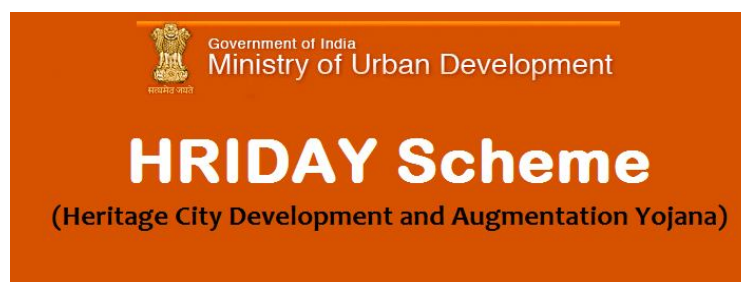 Government of India
Ministry of Urban Development
सत्यमेव जयते
HRIDAY Scheme
(Heritage City Development and Augmentation Yojana)